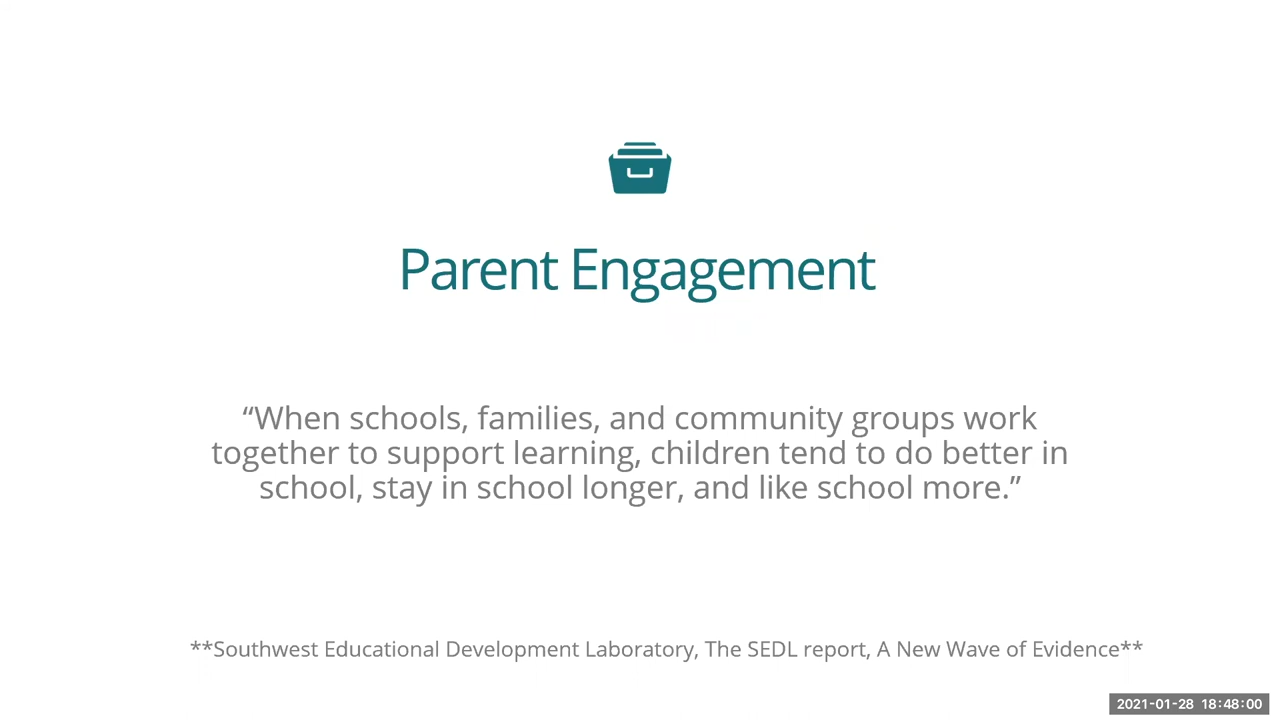 Parent Engagement
“When schools, families, and community groups work
together to support learning, children tend to do better in
school, stay in school longer, and like school more.”
**Southwest Educational Development Laboratory, The SEDL report, A New Wave of Evidence**
2021-01-28 18:48:00